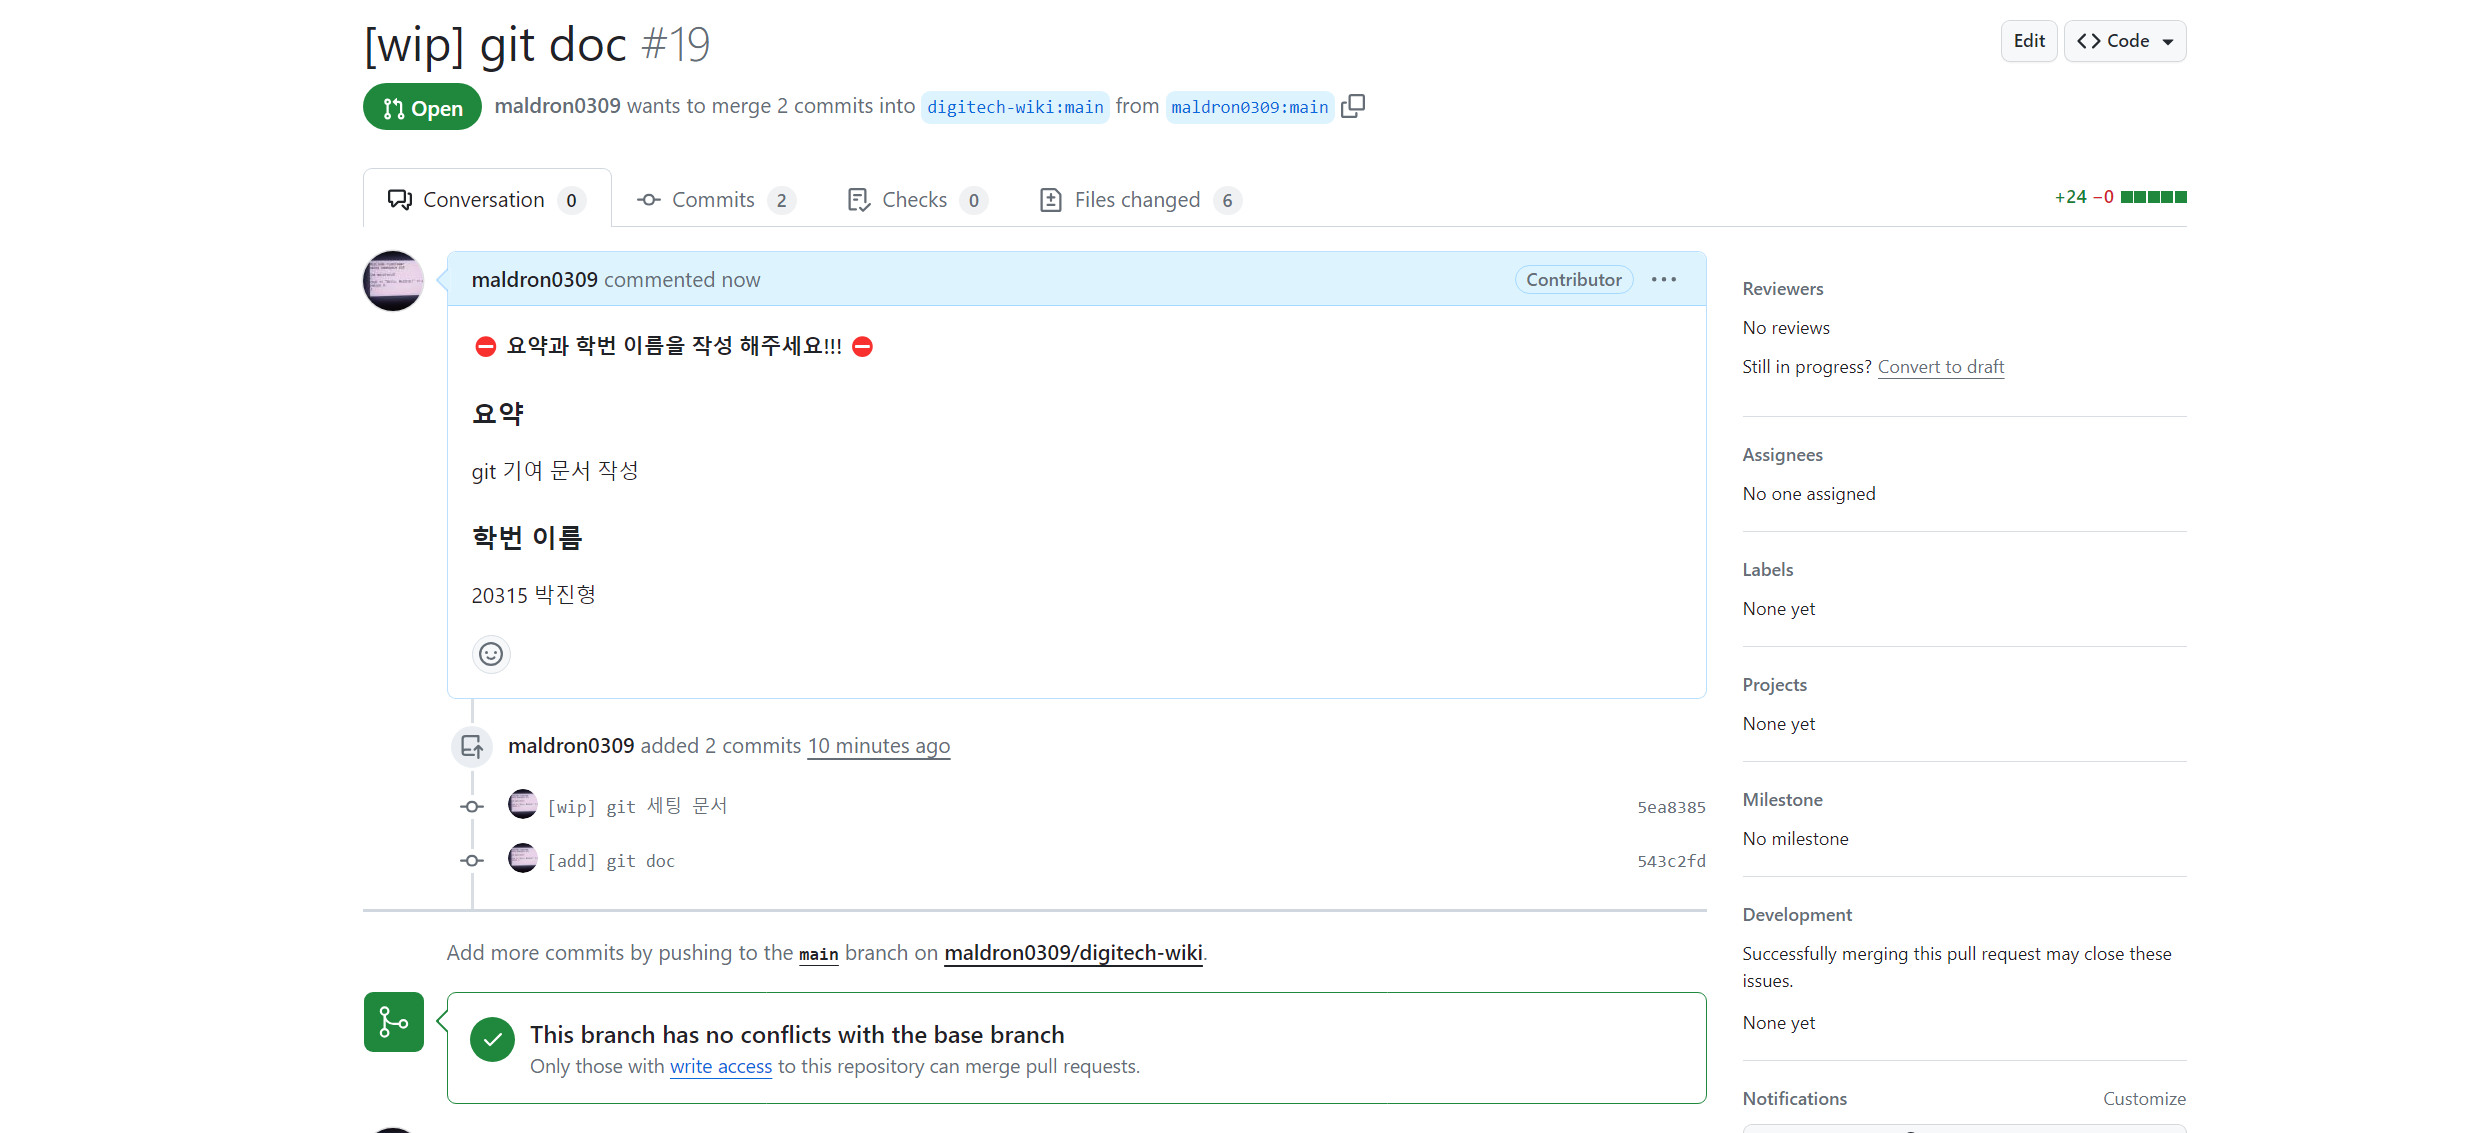 [wip] git doc #19
Edit
Code
Open
maldron0309 wants to merge 2 commits into digitech-wiki:main from maldron0309:main
Conversation 0
Commits 2
Checks 0
Files changed 6
+24 −0
maldron0309 commented now
Contributor
요약과 학번 이름을 작성 해주세요!!!
요약
git 기여 문서 작성
학번 이름
20315 박진형
maldron0309 added 2 commits 10 minutes ago
[wip] git 세팅 문서 5ea8385
[add] git doc 543c2fd
Add more commits by pushing to the main branch on maldron0309/digitech-wiki.
This branch has no conflicts with the base branch
Only those with write access to this repository can merge pull requests.
Reviewers
No reviews
Still in progress? Convert to draft
Assignees
No one assigned
Labels
None yet
Projects
None yet
Milestone
No milestone
Development
Successfully merging this pull request may close these
issues.
None yet
Notifications Customize